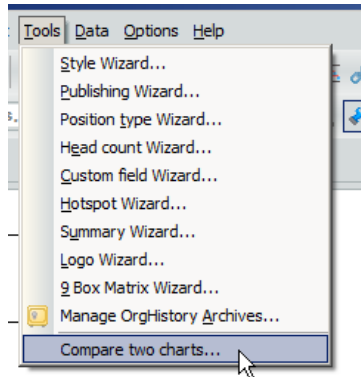 Tools Data Options Help
Style Wizard...
Publishing Wizard...
Position type Wizard...
Head count Wizard...
Custom field Wizard...
Hotspot Wizard...
Summary Wizard...
Logo Wizard...
9 Box Matrix Wizard...
Manage OrgHistory Archives...
Compare two charts...